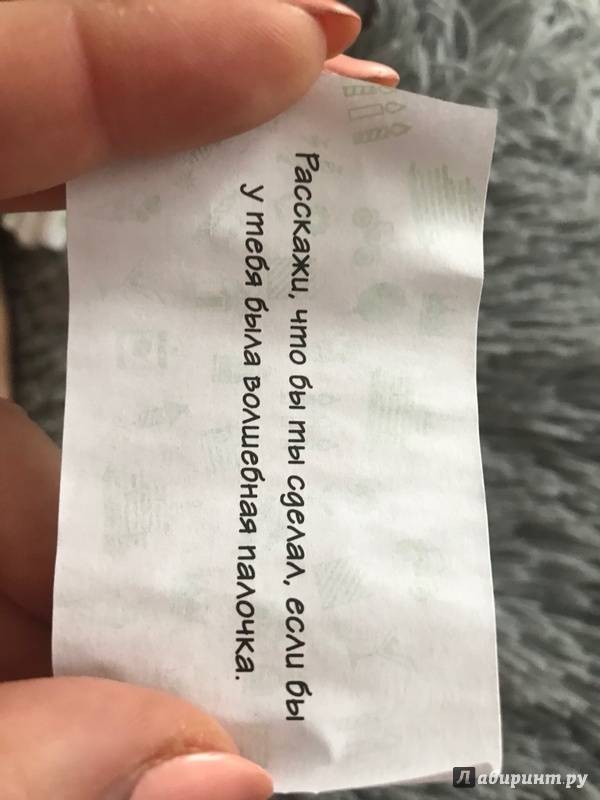 Расскажи, что бы ты сделал, если бы
у тебя была волшебная палочка.
Лабиринт.ру